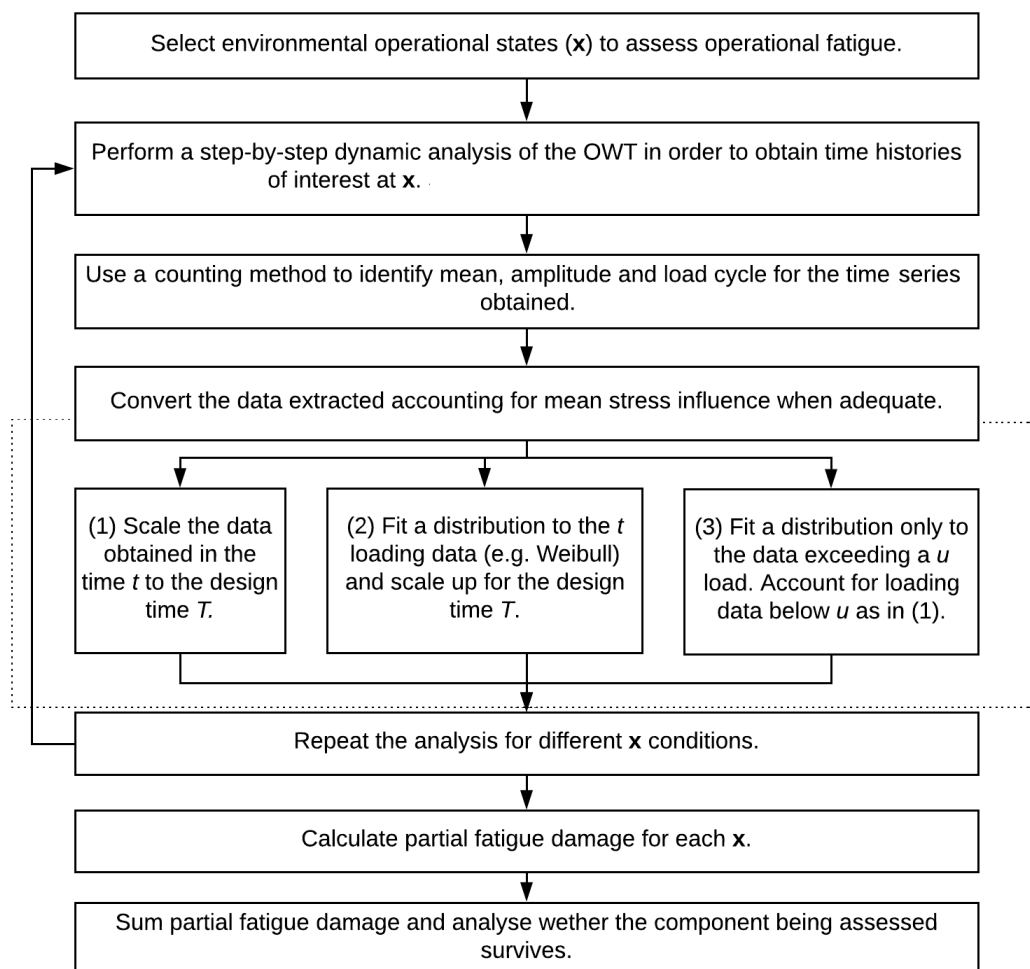 Select environmental operational states (x) to assess operational fatigue.
Perform a step-by-step dynamic analysis of the OWT in order to obtain time histories
of interest at x.
Use a counting method to identify mean, amplitude and load cycle for the time series
obtained.
Convert the data extracted accounting for mean stress influence when adequate.
(1) Scale the data
obtained in the
time t to the design
time T.
(2) Fit a distribution to the t
loading data (e.g. Weibull)
and scale up for the design
time T.
(3) Fit a distribution only to
the data exceeding a u
load. Account for loading
data below u as in (1).
Repeat the analysis for different x conditions.
Calculate partial fatigue damage for each x.
Sum partial fatigue damage and analyse wether the component being assessed
survives.